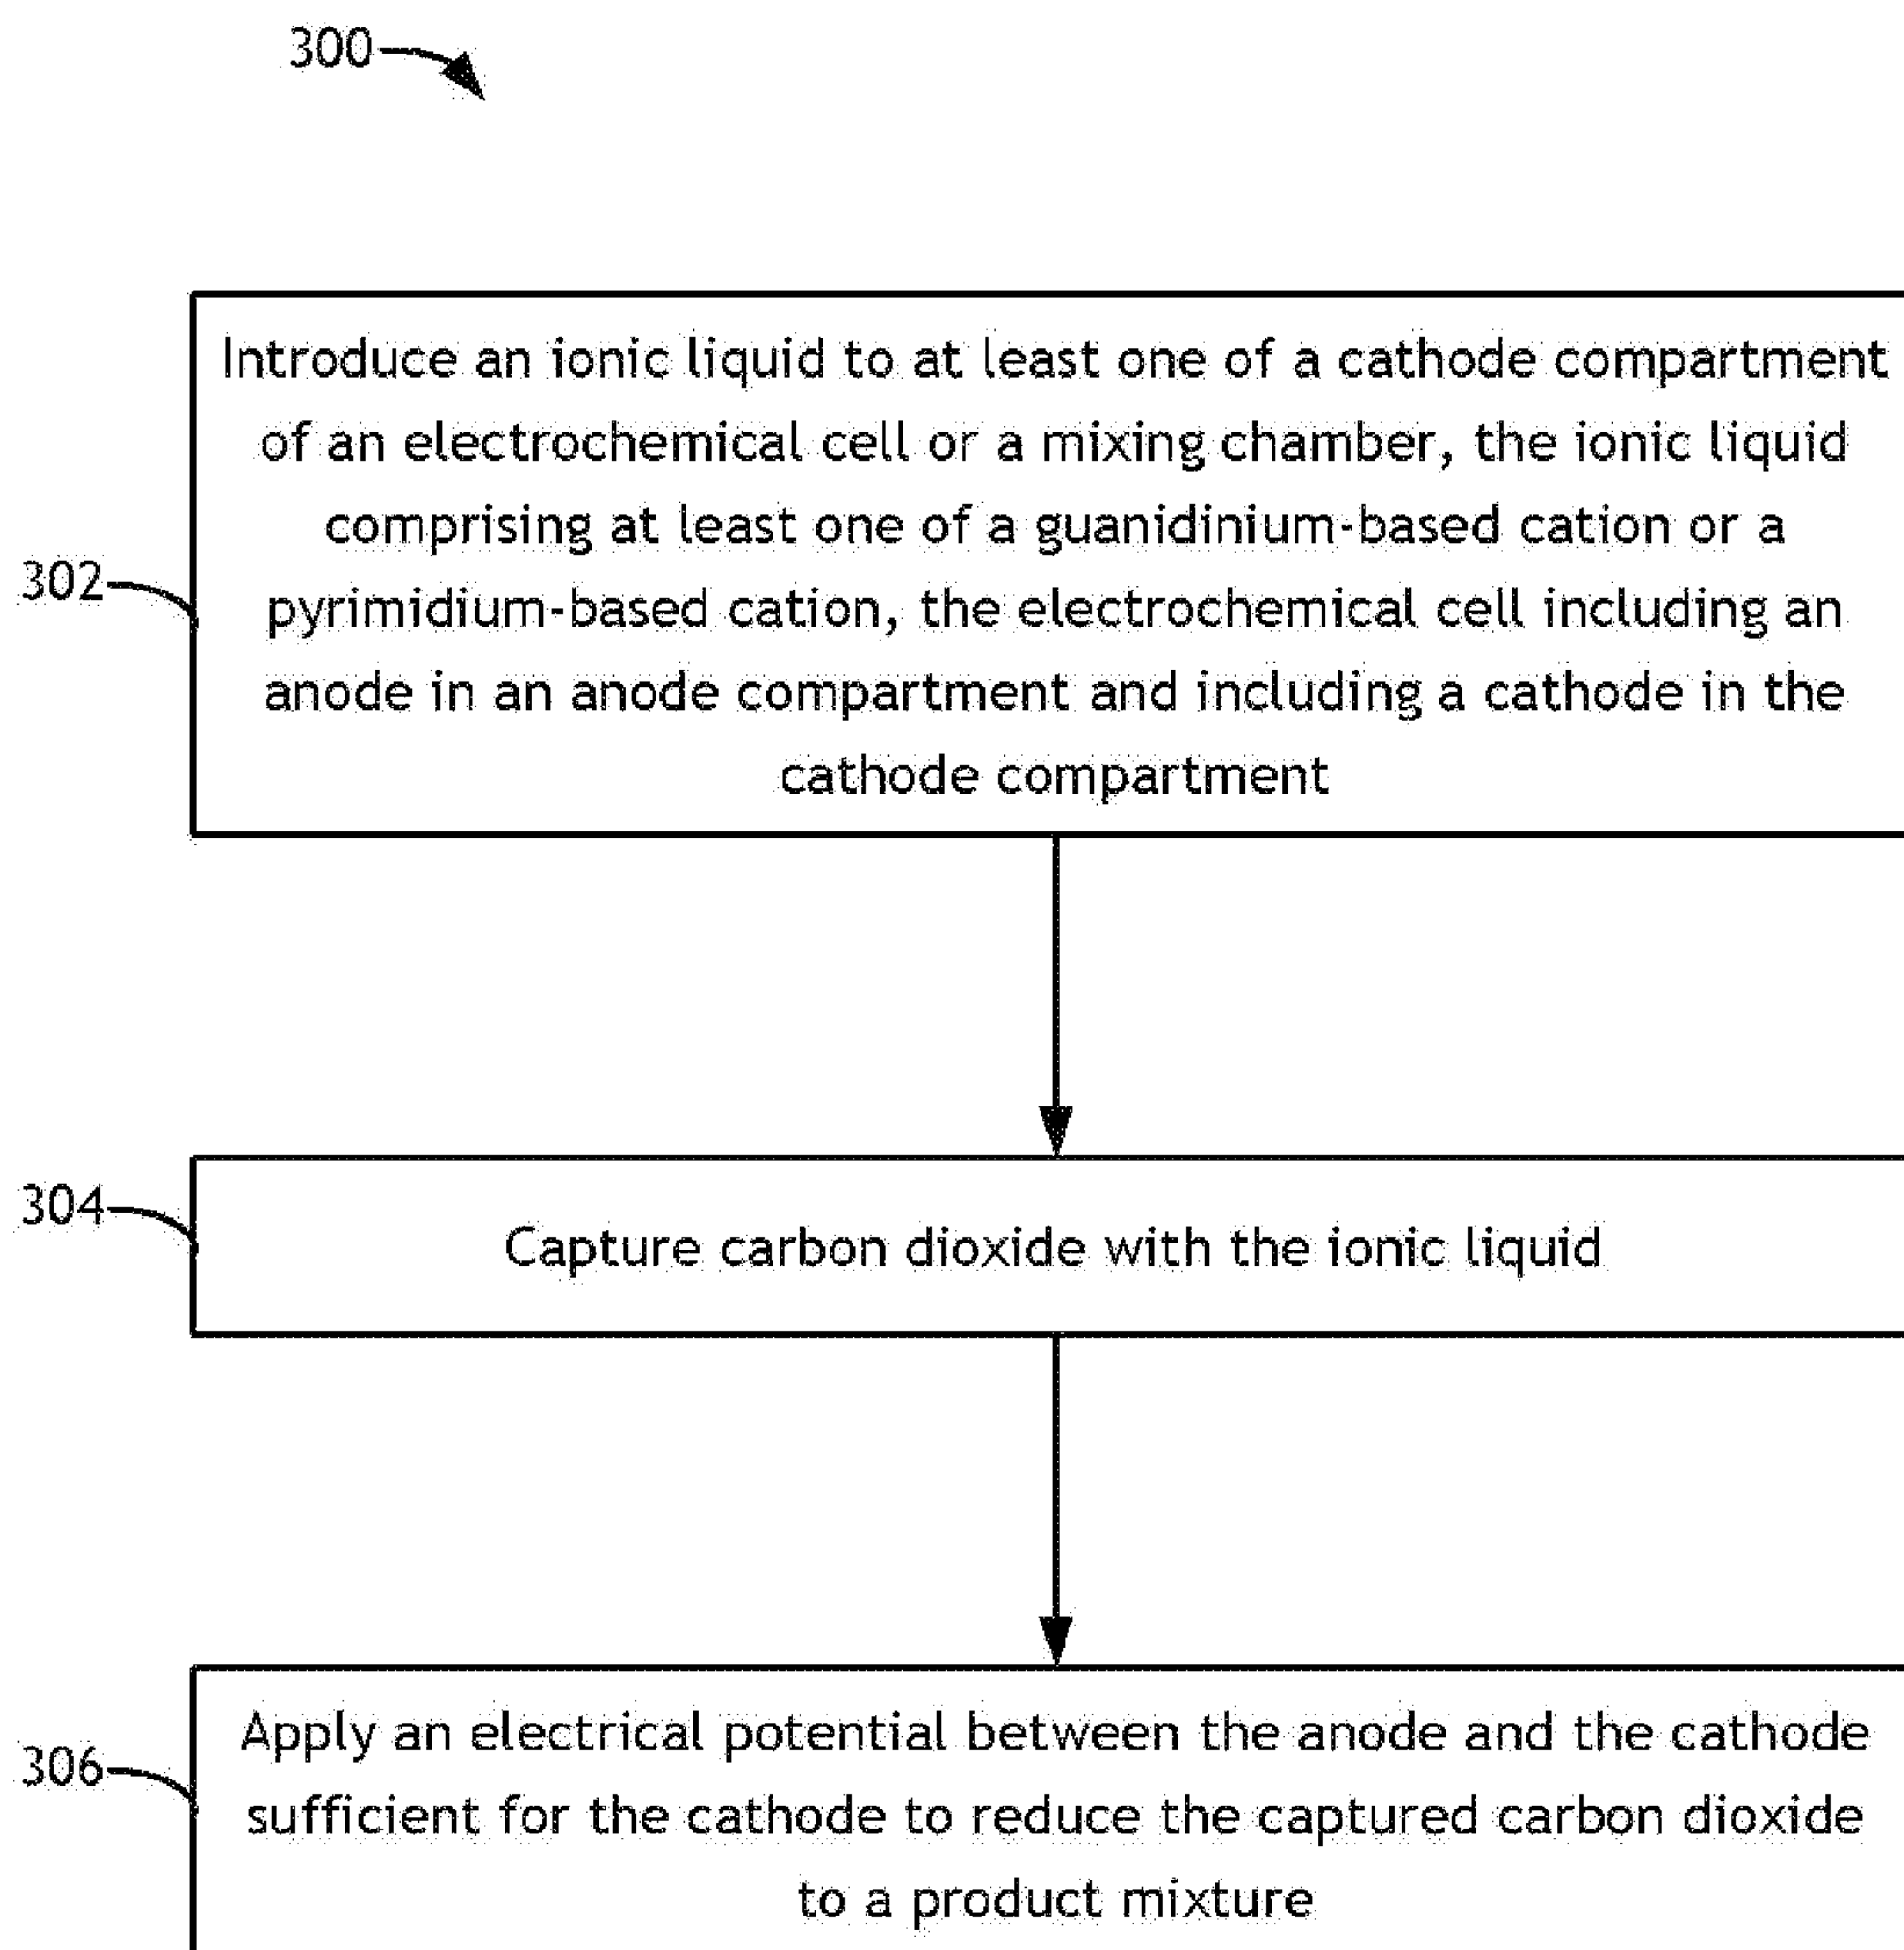 300
Introduce an ionic liquid to at least one of a cathode compartment
of an electrochemical cell or a mixing chamber, the ionic liquid
comprising at least one of a guanidinium-based cation or a
302
pyrimidium-based cation, the electrochemical cell including an
anode in an anode compartment and including a cathode in the
cathode compartment
304
Capture carbon dioxide with the ionic liquid
Apply an electrical potential between the anode and the cathode
306
sufficient for the cathode to reduce the captured carbon dioxide
to a product mixture